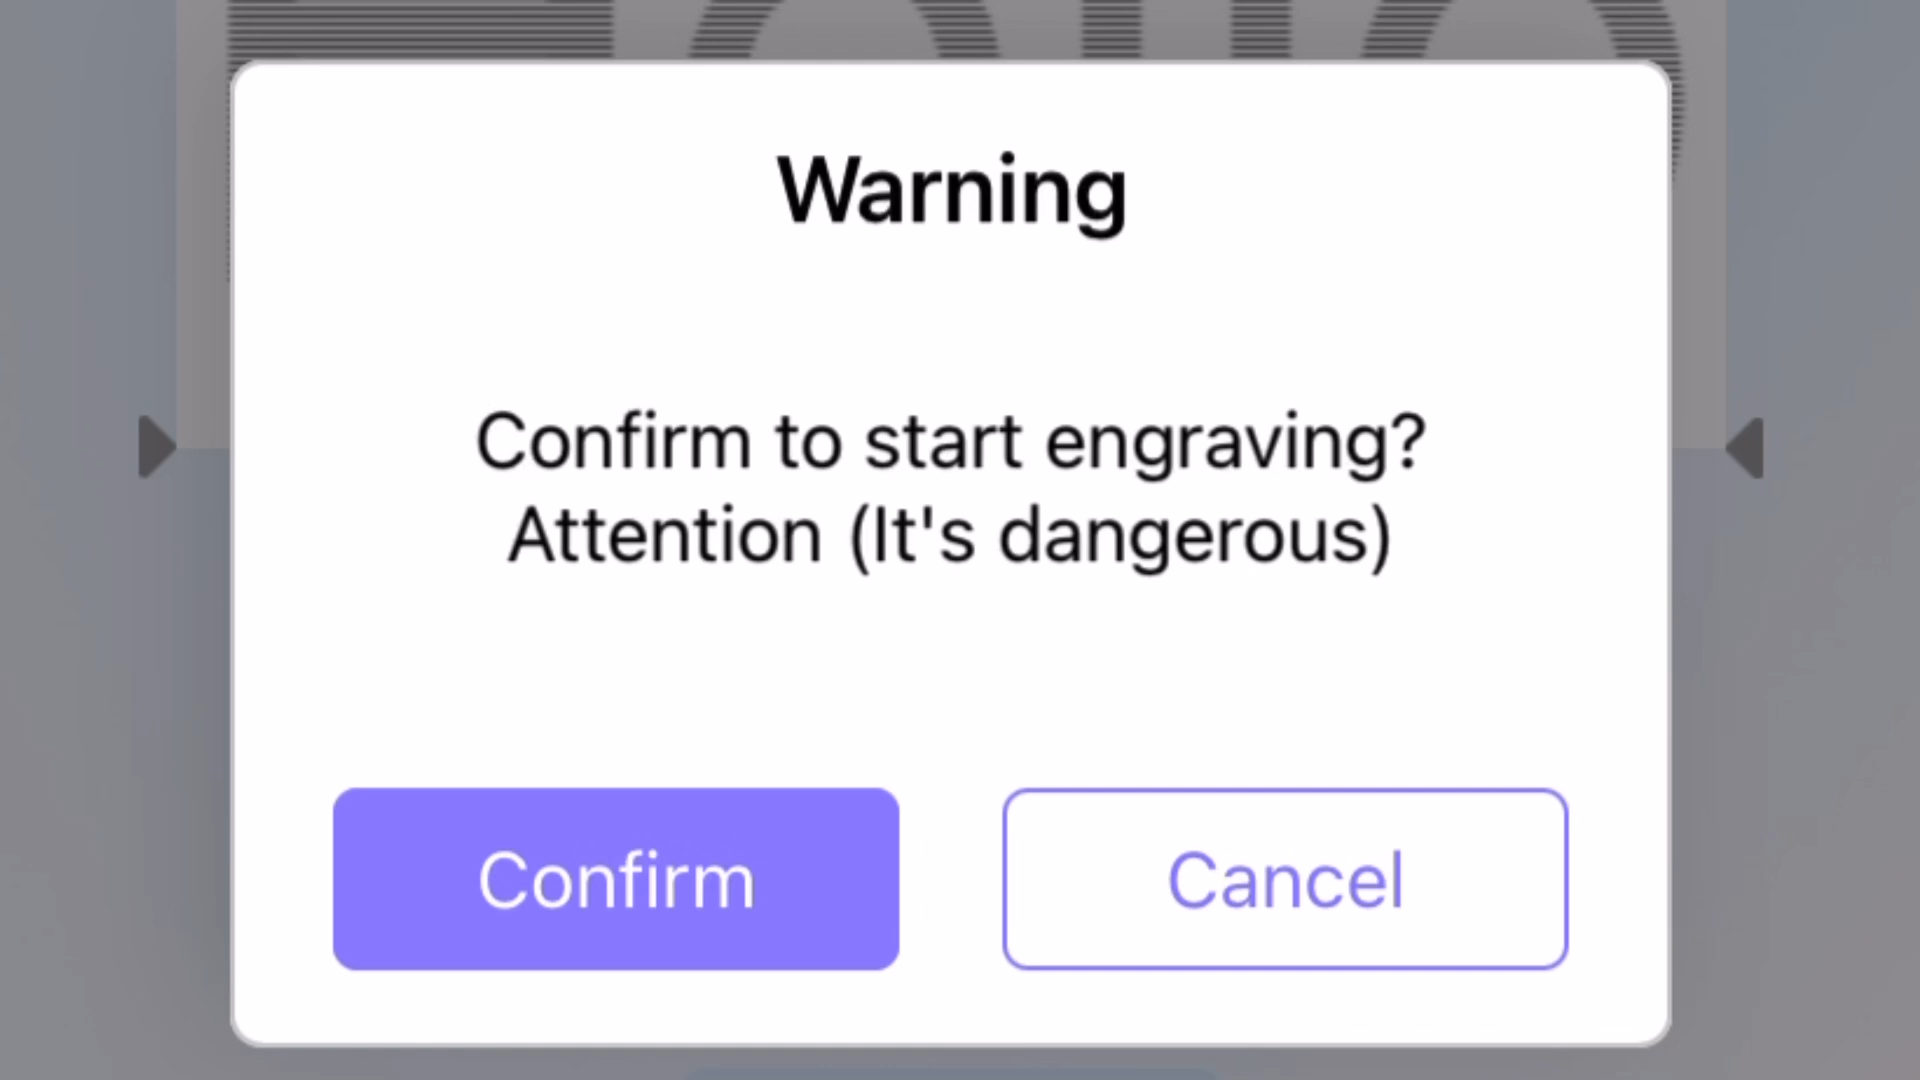 Warning
Confirm to start engraving?
Attention (It's dangerous)
Confirm
Cancel